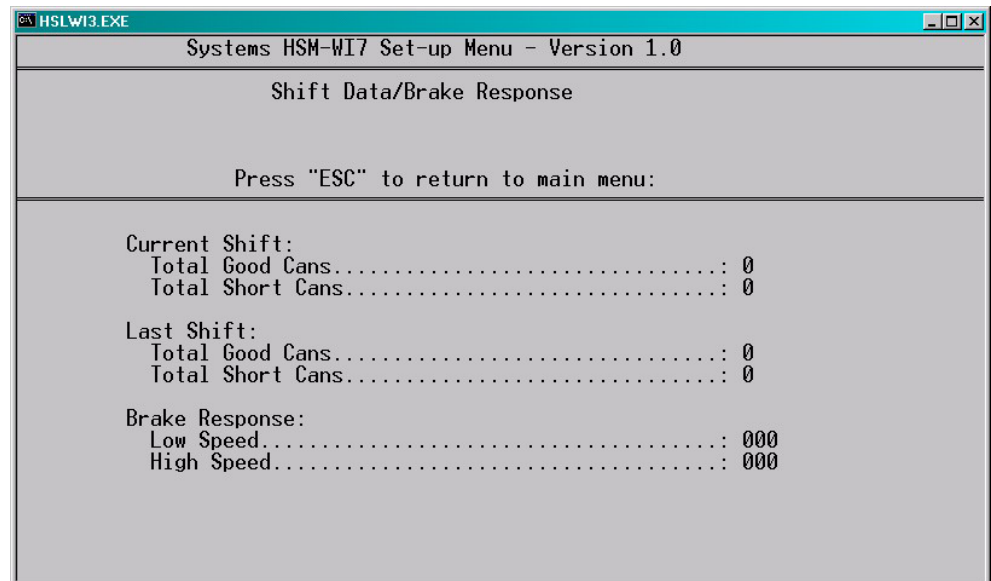 HSLWI3.EXE
Systems HSM-WI7 Set-up Menu - Version 1.0
Shift Data/Brake Response
Press "ESC" to return to main menu:
Current Shift:
Total Good Cans................................: 0
Total Short Cans...............................: 0
Last Shift:
Total Good Cans................................: 0
Total Short Cans...............................: 0
Brake Response:
Low Speed......................................: 000
High Speed.....................................: 000